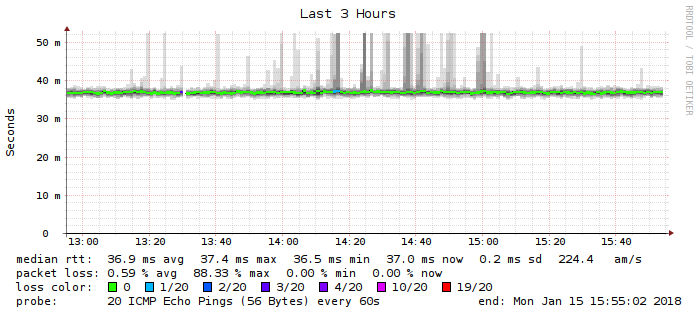 Last 3 Hours
RRDTOOL / TOBI OETIKER
Seconds
50 m
40 m
30 m
20 m
10 m
0
13:00 13:20 13:40 14:00 14:20 14:40 15:00 15:20 15:40
median rtt: 36.9 ms avg 37.4 ms max 36.5 ms min 37.0 ms now 0.2 ms sd 224.4 am/s
packet loss: 0.59 % avg 88.33 % max 0.00 % min 0.00 % now
loss color: 0 1/20 2/20 3/20 4/20 10/20 19/20
probe: 20 ICMP Echo Pings (56 Bytes) every 60s end: Mon Jan 15 15:55:02 2018